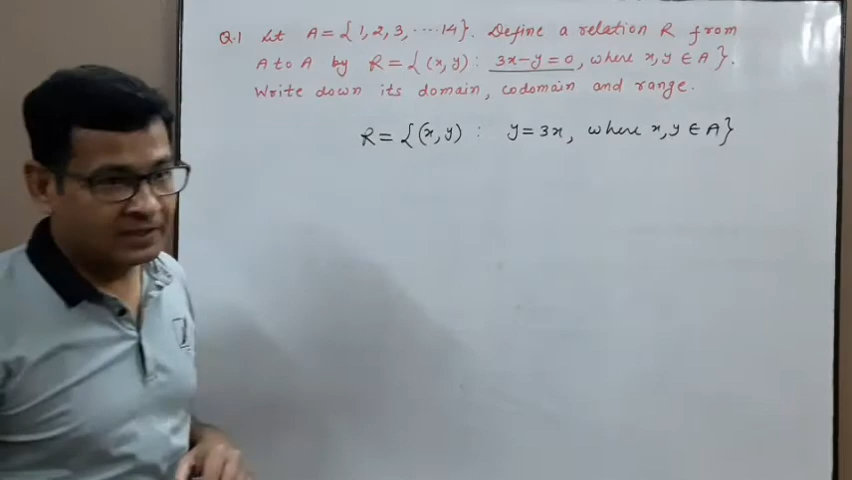 Q.1 Let A = {1, 2, 3, ....14}. Define a relation R from
A to A by R = {(x, y) : 3x-y=0, where x, y ∈ A}.
Write down its domain, codomain and range.
R = {(x, y) : y = 3x, where x, y ∈ A}